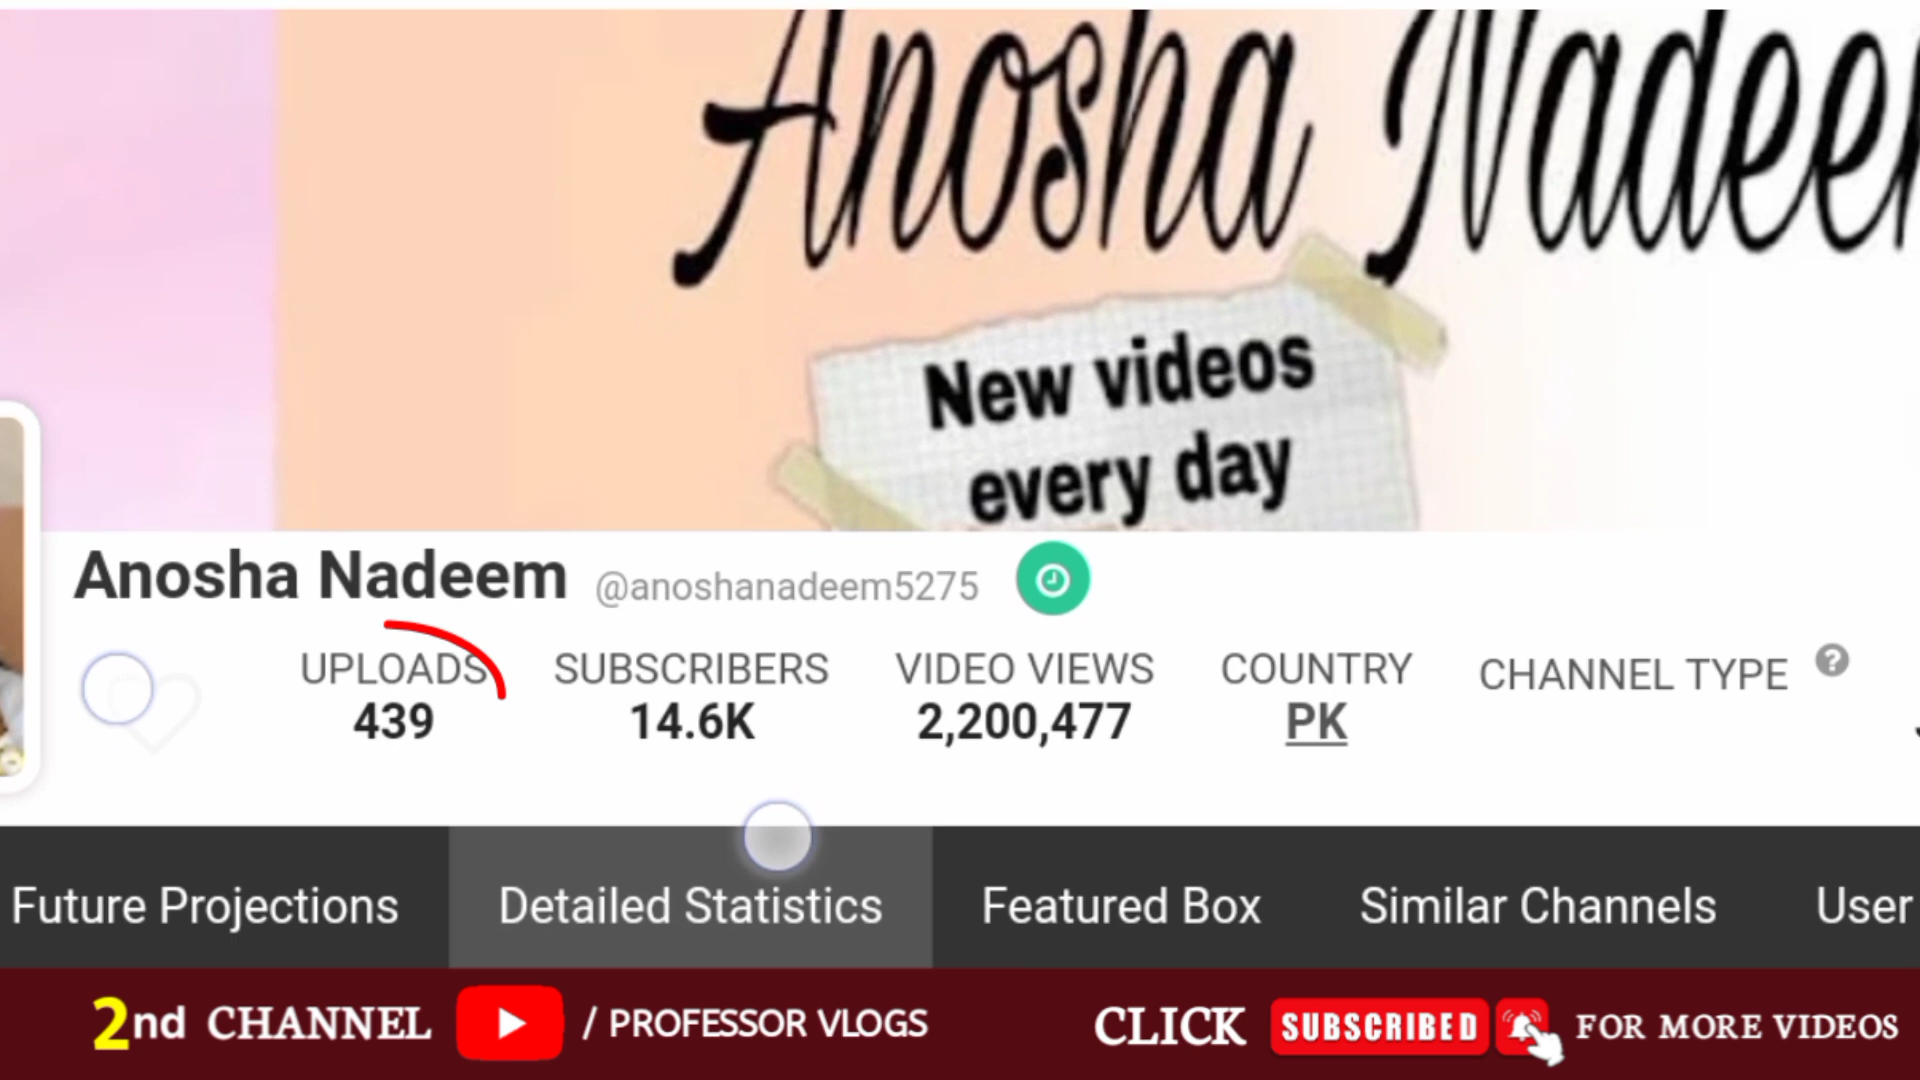 Anosha Nadeem
New videos
every day
Anosha Nadeem @anoshanadeem5275
UPLOADS SUBSCRIBERS VIDEO VIEWS COUNTRY CHANNEL TYPE ?
439 14.6K 2,200,477 PK
Future Projections Detailed Statistics Featured Box Similar Channels User
2nd CHANNEL / PROFESSOR VLOGS CLICK SUBSCRIBED FOR MORE VIDEOS